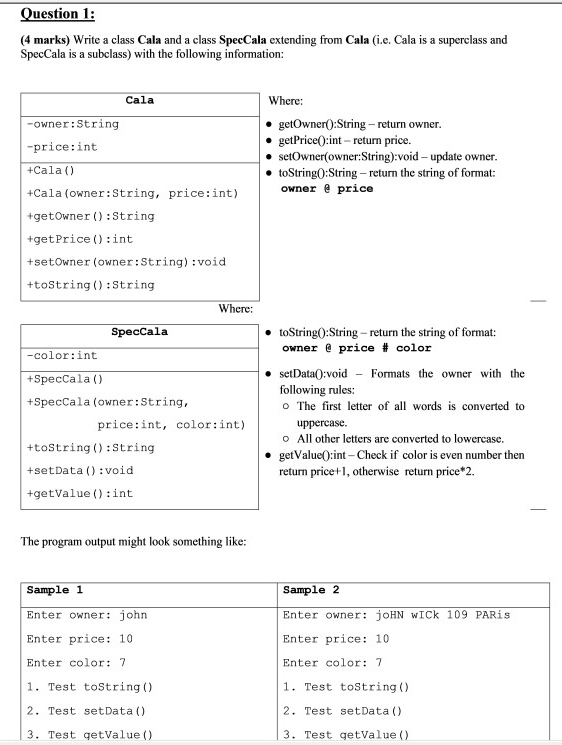 Question 1:
(4 marks) Write a class Cala and a class SpecCala extending from Cala (i.e. Cala is a superclass and
SpecCala is a subclass) with the following information:
Cala
-owner:String
-price:int
+Cala()
+Cala(owner:String, price:int)
+getOwner():String
+getPrice():int
+setOwner(owner:String):void
+toString():String
Where:
• getOwner():String – return owner.
• getPrice():int – return price.
• setOwner(owner:String):void – update owner.
• toString():String – return the string of format:
owner @ price
Where:
SpecCala
-color:int
+SpecCala()
+SpecCala(owner:String,
price:int, color:int)
+toString():String
+setData():void
+getValue():int
• toString():String – return the string of format:
owner @ price # color
• setData():void – Formats the owner with the
following rules:
o The first letter of all words is converted to
uppercase.
o All other letters are converted to lowercase.
• getValue():int – Check if color is even number then
return price+1, otherwise return price*2.
The program output might look something like:
Sample 1
Enter owner: john
Enter price: 10
Enter color: 7
1. Test toString()
2. Test setData()
3. Test getValue()
Sample 2
Enter owner: joHN wICk 109 PARis
Enter price: 10
Enter color: 7
1. Test toString()
2. Test setData()
3. Test getValue()